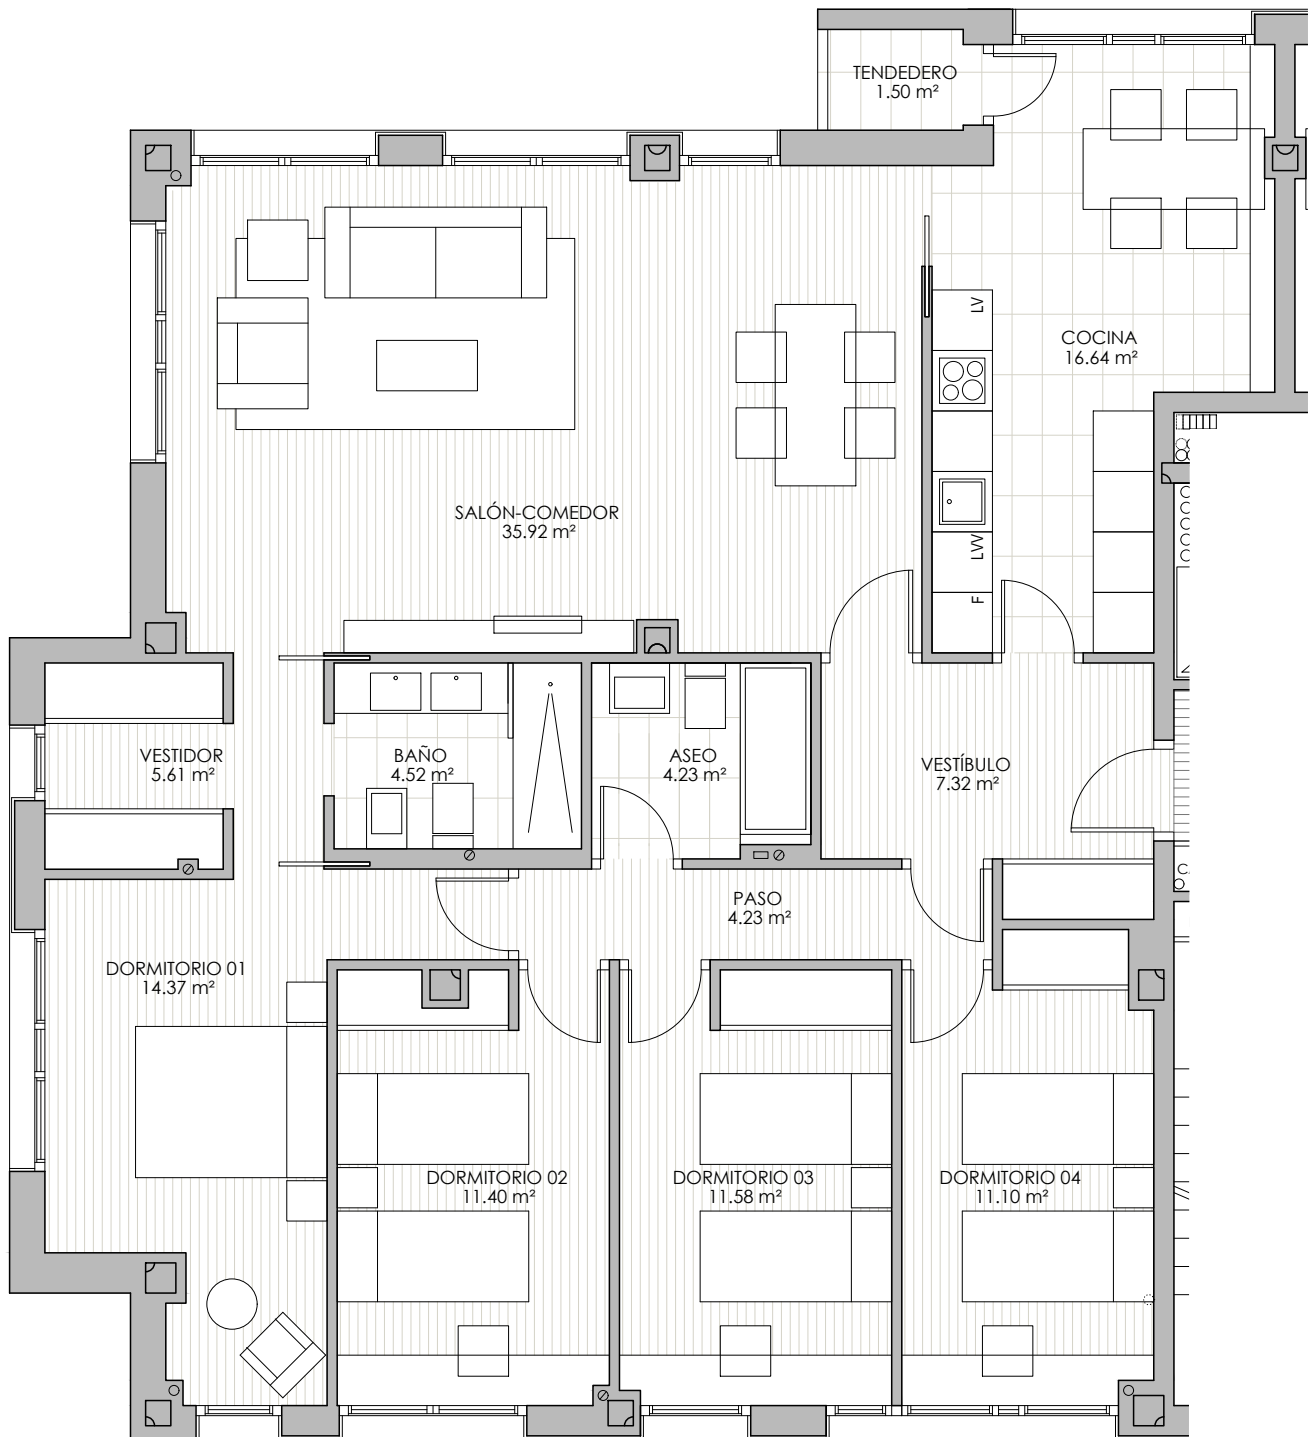 TENDEDERO
1.50 m²
LV
COCINA
16.64 m²
SALÓN-COMEDOR
35.92 m²
LVV
F
VESTIDOR
5.61 m²
BAÑO
4.52 m²
ASEO
4.23 m²
VESTÍBULO
7.32 m²
PASO
4.23 m²
DORMITORIO 01
14.37 m²
DORMITORIO 02
11.40 m²
DORMITORIO 03
11.58 m²
DORMITORIO 04
11.10 m²